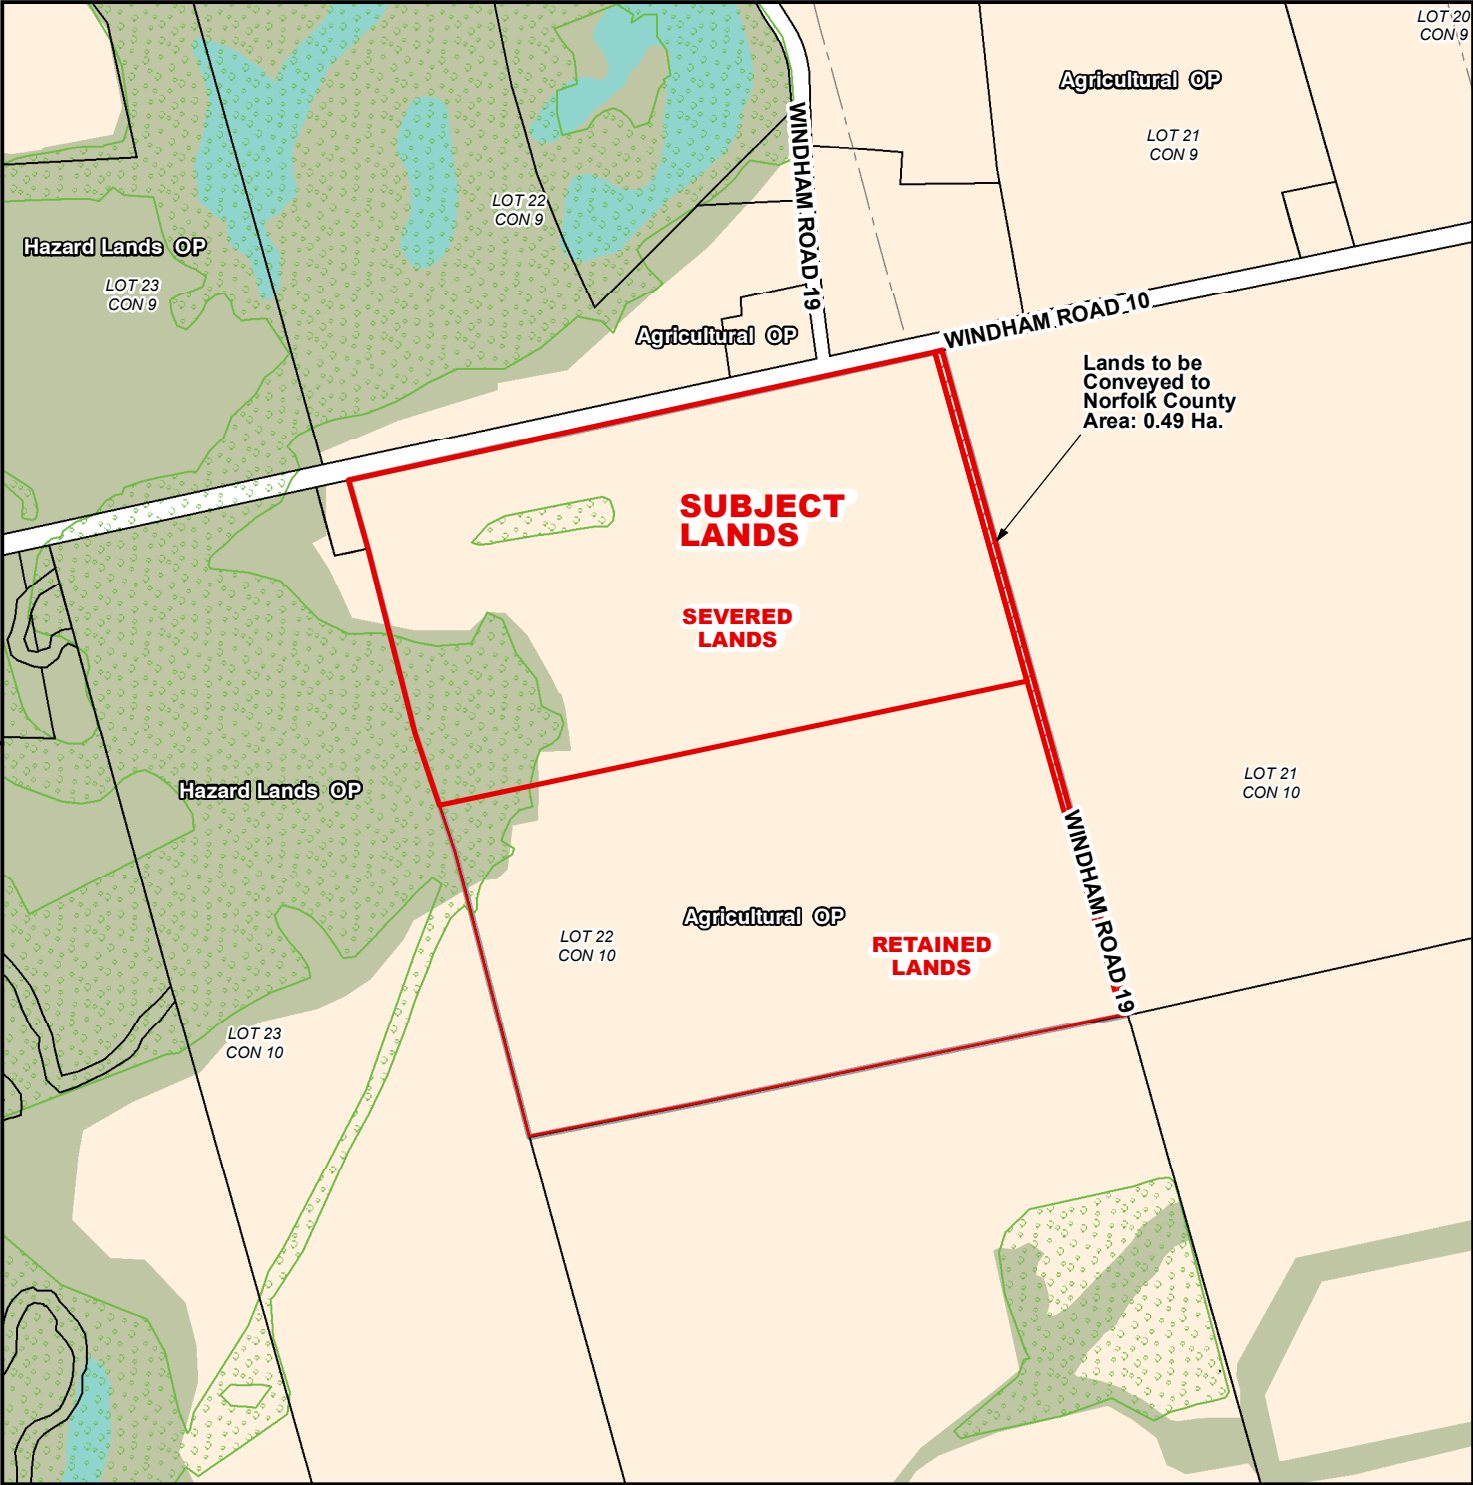 LOT 20
CON 9
Agricultural OP
LOT 21
CON 9
WINDHAM ROAD 19
LOT 22
CON 9
Hazard Lands OP
LOT 23
CON 9
Agricultural OP
WINDHAM ROAD 10
Lands to be
Conveyed to
Norfolk County
Area: 0.49 Ha.
SUBJECT
LANDS
SEVERED
LANDS
LOT 21
CON 10
Hazard Lands OP
WINDHAM ROAD 19
Agricultural OP
LOT 22
CON 10
RETAINED
LANDS
LOT 23
CON 10